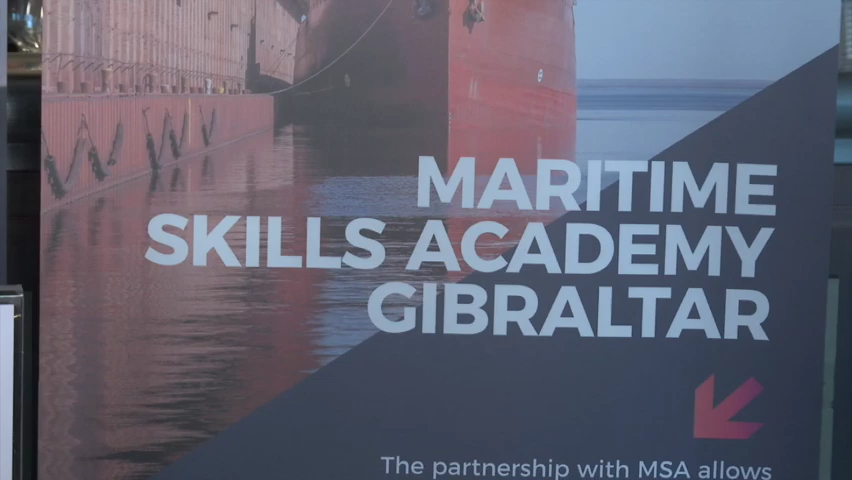 MARITIME
SKILLS ACADEMY
GIBRALTAR
The partnership with MSA allows